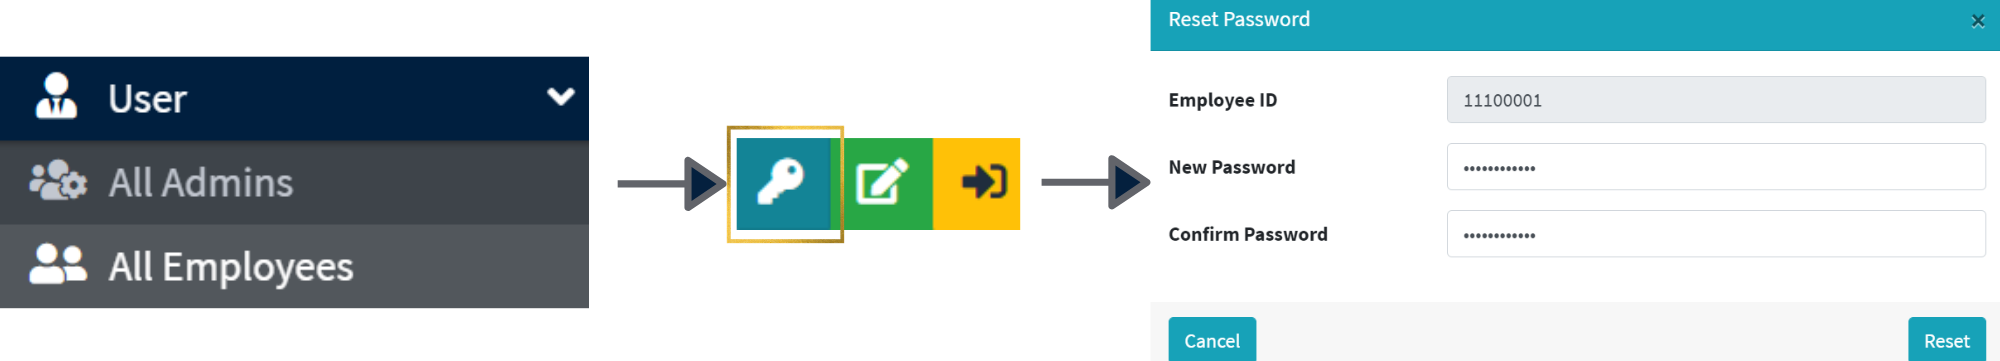 User
All Admins
All Employees
Reset Password
×
Employee ID
11100001
New Password
••••••••••••
Confirm Password
••••••••••••
Cancel
Reset